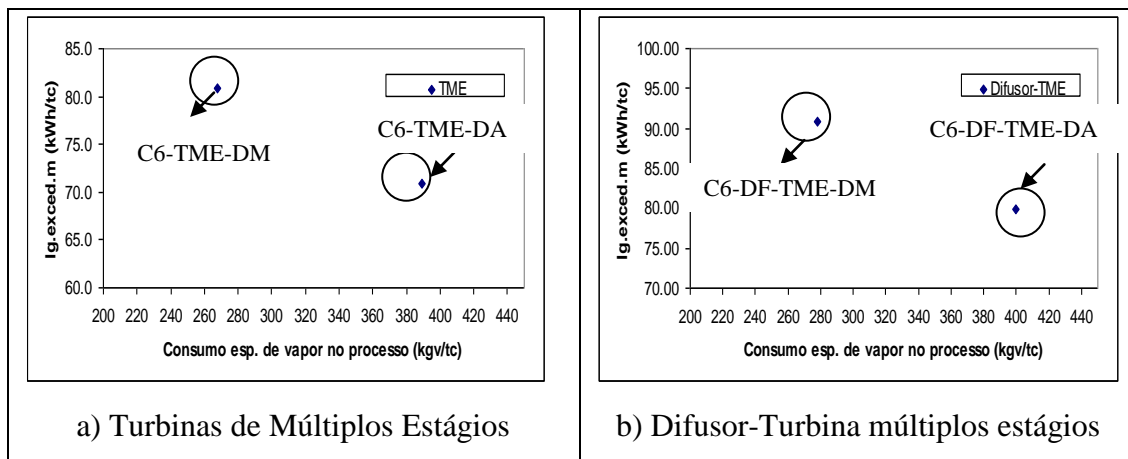 85.0
80.0
75.0
70.0
65.0
60.0
Ig.exced.m (kWh/tc)
TME
C6-TME-DM
C6-TME-DA
200 220 240 260 280 300 320 340 360 380 400 420 440
Consumo esp. de vapor no processo (kgv/tc)
a) Turbinas de Múltiplos Estágios
100.00
95.00
90.00
85.00
80.00
75.00
70.00
Ig.exced.m (kWh/tc)
Difusor-TME
C6-DF-TME-DM
C6-DF-TME-DA
200 220 240 260 280 300 320 340 360 380 400 420 440
Consumo esp. de vapor no processo (kgv/tc)
b) Difusor-Turbina múltiplos estágios